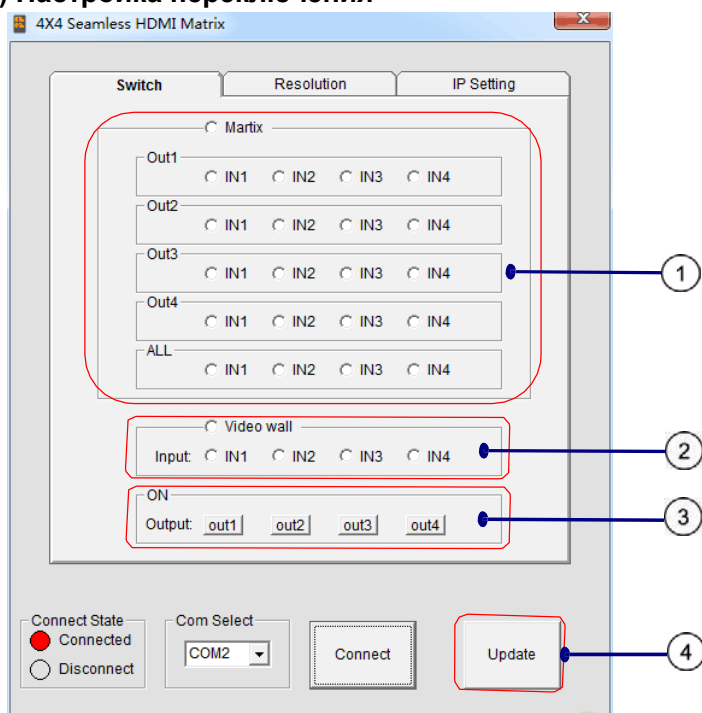 ) Настройка переключения
4X4 Seamless HDMI Matrix
Switch Resolution IP Setting
Martix
Out1
IN1 IN2 IN3 IN4
Out2
IN1 IN2 IN3 IN4
Out3
IN1 IN2 IN3 IN4
1
Out4
IN1 IN2 IN3 IN4
ALL
IN1 IN2 IN3 IN4
Video wall
Input: IN1 IN2 IN3 IN4
2
ON
Output: out1 out2 out3 out4
3
Connect State
Connected
Disconnect
Com Select
COM2
Connect
Update
4